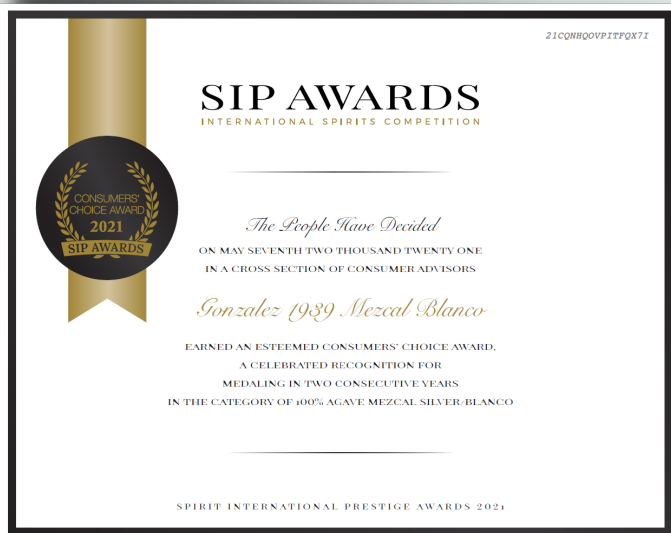 21CQNHQOVPITFQX7I
SIP AWARDS
INTERNATIONAL SPIRITS COMPETITION
CONSUMERS'
CHOICE AWARD
2021
SIP AWARDS
The People Have Decided
ON MAY SEVENTH TWO THOUSAND TWENTY ONE
IN A CROSS SECTION OF CONSUMER ADVISORS
Gonzalez 1939 Mezcal Blanco
EARNED AN ESTEEMED CONSUMERS' CHOICE AWARD,
A CELEBRATED RECOGNITION FOR
MEDALING IN TWO CONSECUTIVE YEARS
IN THE CATEGORY OF 100% AGAVE MEZCAL SILVER/BLANCO
SPIRIT INTERNATIONAL PRESTIGE AWARDS 2021